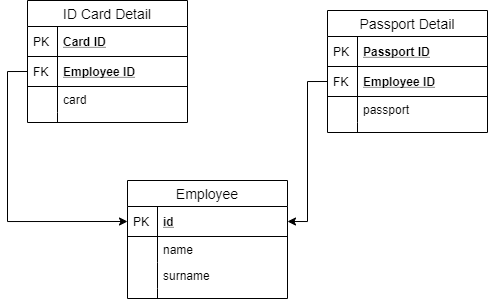 ID Card Detail
PK Card ID
FK Employee ID
card
Passport Detail
PK Passport ID
FK Employee ID
passport
Employee
PK id
name
surname